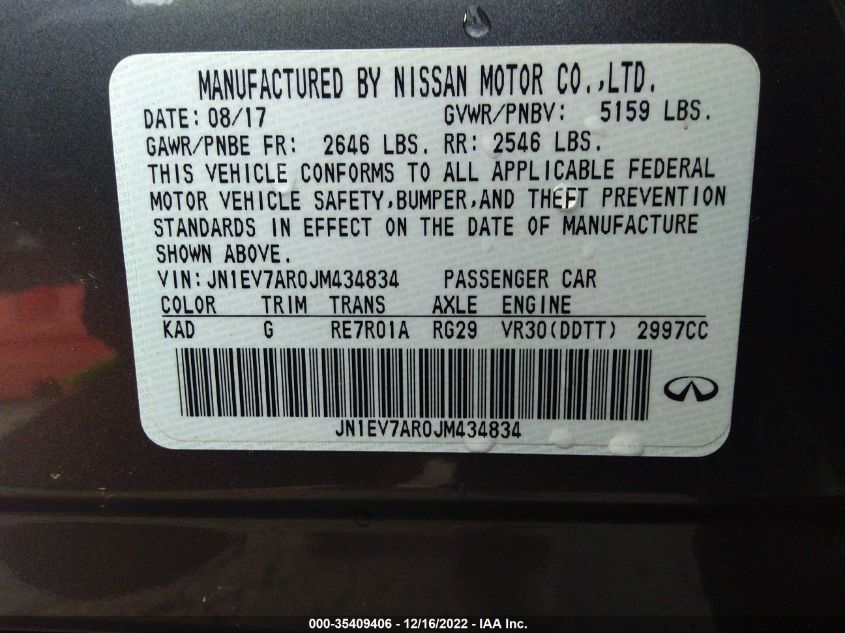 MANUFACTURED BY NISSAN MOTOR CO.,LTD.
DATE: 08/17 GVWR/PNBV: 5159 LBS.
GAWR/PNBE FR: 2646 LBS. RR: 2546 LBS.
THIS VEHICLE CONFORMS TO ALL APPLICABLE FEDERAL
MOTOR VEHICLE SAFETY,BUMPER,AND THEFT PREVENTION
STANDARDS IN EFFECT ON THE DATE OF MANUFACTURE
SHOWN ABOVE.
VIN:JN1EV7AR0JM434834 PASSENGER CAR
COLOR TRIM TRANS AXLE ENGINE
KAD G RE7R01A RG29 VR30(DDTT) 2997CC
JN1EV7AR0JM434834
000-35409406 - 12/16/2022 - IAA Inc.